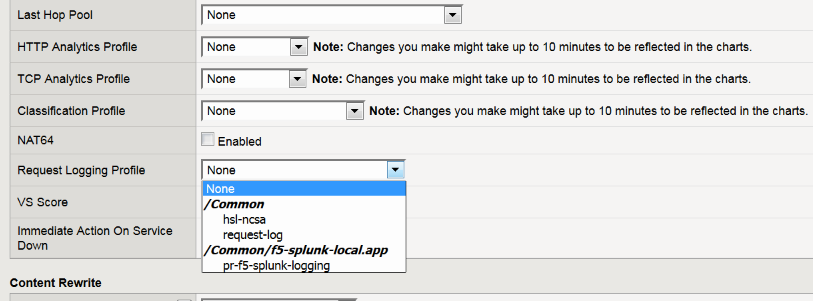 Last Hop Pool None
HTTP Analytics Profile None Note: Changes you make might take up to 10 minutes to be reflected in the charts.
TCP Analytics Profile None Note: Changes you make might take up to 10 minutes to be reflected in the charts.
Classification Profile None Note: Changes you make might take up to 10 minutes to be reflected in the charts.
NAT64 Enabled
Request Logging Profile None
None
/Common
hsl-ncsa
request-log
/Common/f5-splunk-local.app
pr-f5-splunk-logging
VS Score
Immediate Action On Service
Down
Content Rewrite